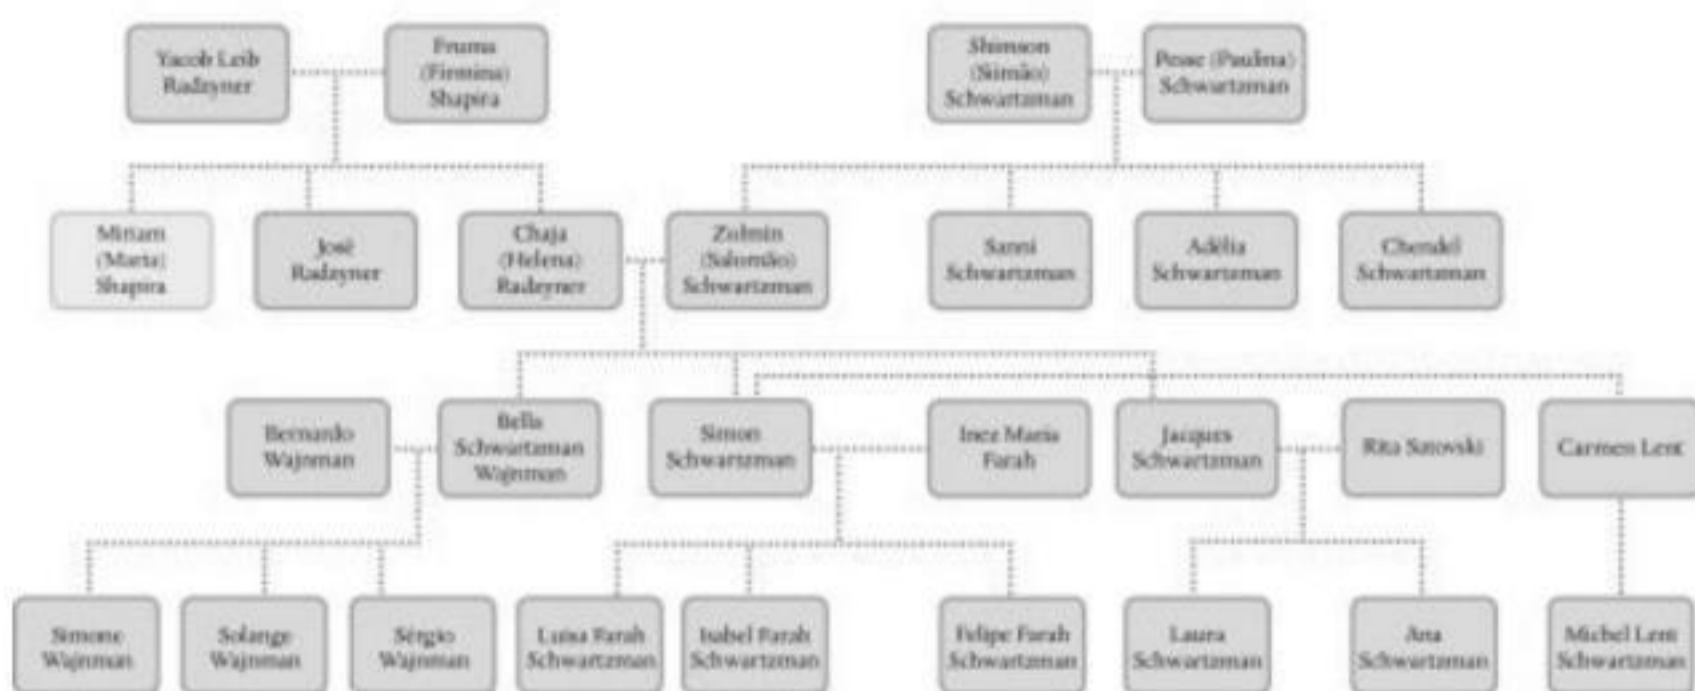 Yacob Leib
Radzyner
Fruma
(Firmina)
Shapira
Shimson
(Simão)
Schwartzman
Pesse (Paulina)
Schwartzman
Miriam
(Marta)
Shapira
José
Radzyner
Chaja
(Helena)
Radzyner
Zolmin
(Salomão)
Schwartzman
Sanni
Schwartzman
Adélia
Schwartzman
Chendel
Schwartzman
Bernardo
Wajnman
Bella
Schwartzman
Wajnman
Simon
Schwartzman
Inez Maria
Farah
Jacques
Schwartzman
Rita Sutovski
Carmen Lent
Simone
Wajnman
Solange
Wajnman
Sérgio
Wajnman
Luisa Farah
Schwartzman
Isabel Farah
Schwartzman
Felipe Farah
Schwartzman
Laura
Schwartzman
Ana
Schwartzman
Michel Lent
Schwartzman